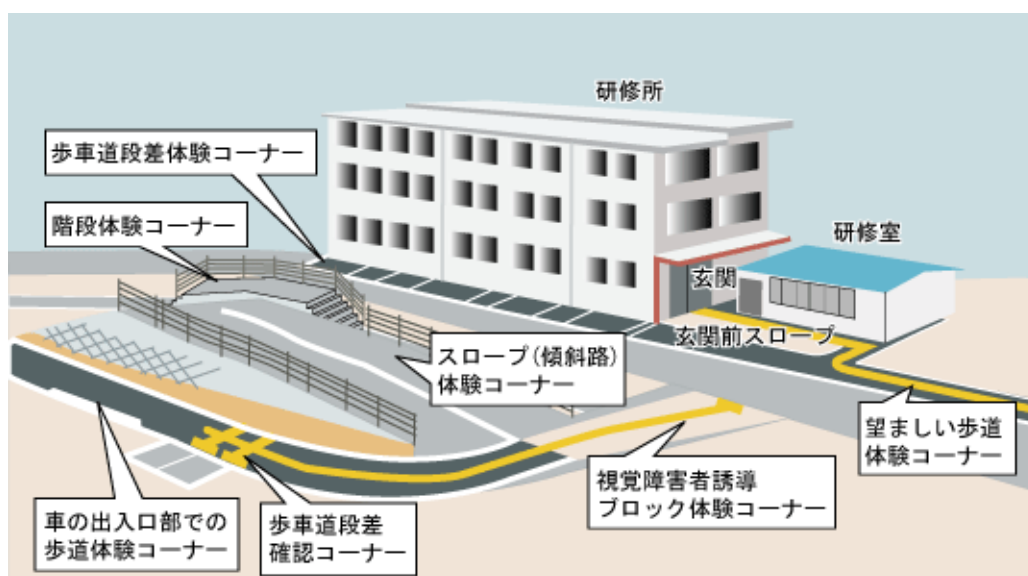 研修所
歩車道段差体験コーナー
階段体験コーナー
研修室
玄関
玄関前スロープ
スロープ(傾斜路)
体験コーナー
望ましい歩道
体験コーナー
視覚障害者誘導
ブロック体験コーナー
車の出入口部での
歩道体験コーナー
歩車道段差
確認コーナー